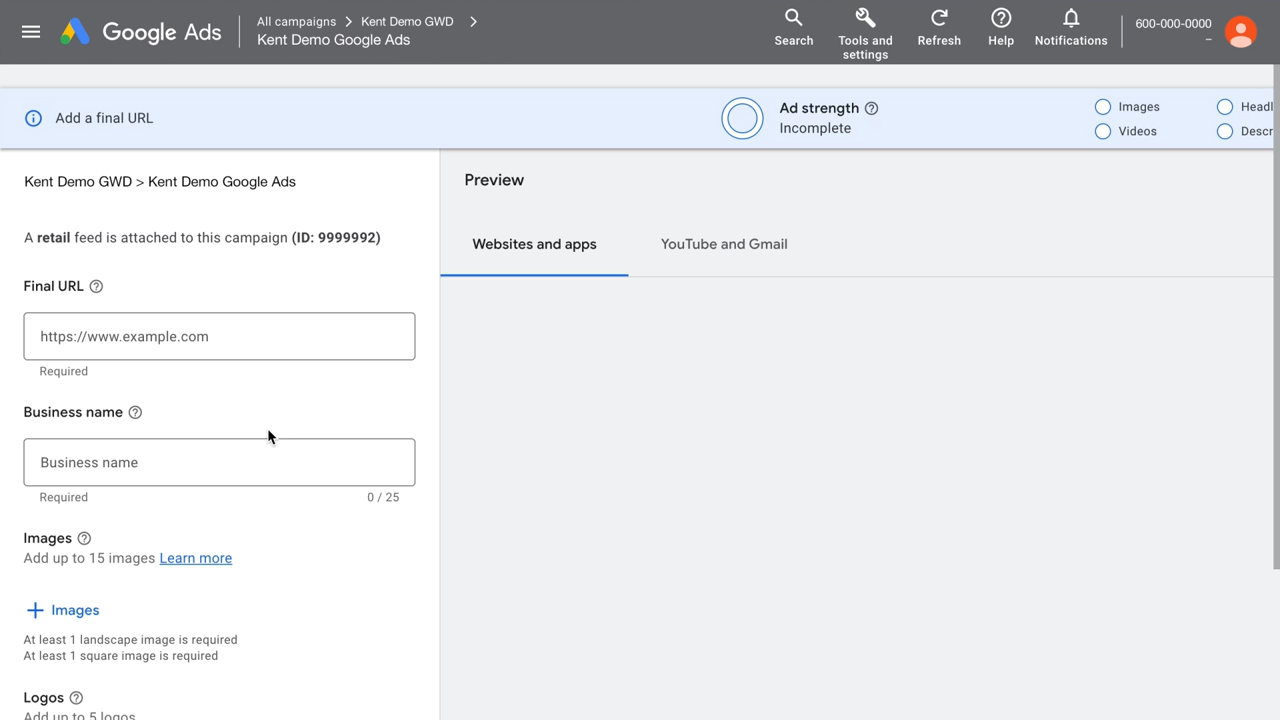 Google Ads
All campaigns > Kent Demo GWD >
Kent Demo Google Ads
Search
Tools and settings
Refresh
Help
Notifications
600-000-0000
–
Add a final URL
Ad strength
Incomplete
Images
Videos
Headl
Descr
Kent Demo GWD > Kent Demo Google Ads
A retail feed is attached to this campaign (ID: 9999992)
Final URL
https://www.example.com
Required
Business name
Business name
Required
0 / 25
Images
Add up to 15 images Learn more
+ Images
At least 1 landscape image is required
At least 1 square image is required
Logos
Add up to 5 logos
Preview
Websites and apps
YouTube and Gmail